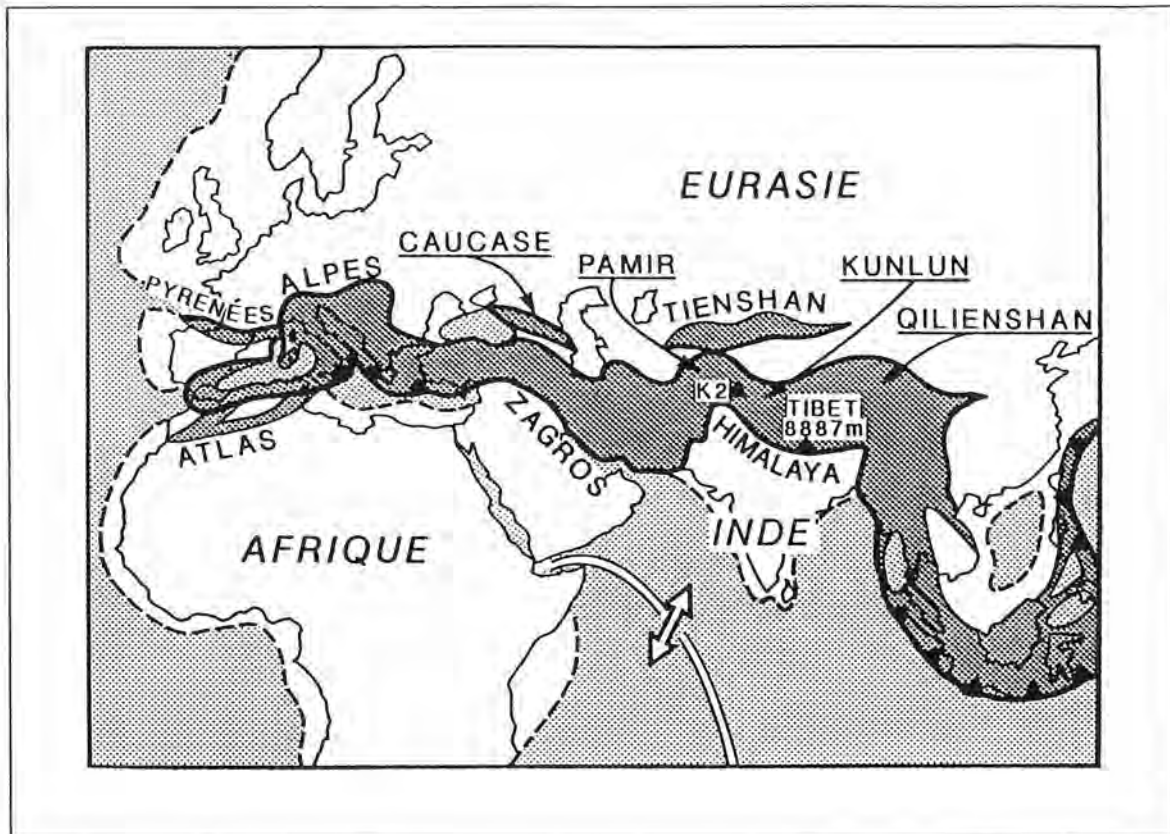 EURASIE
CAUCASE
PAMIR
KUNLUN
ALPES
TIENSHAN
PYRENÉES
QILIENSHAN
K2
TIBET
8887m
ZAGROS
HIMALAYA
ATLAS
INDE
AFRIQUE